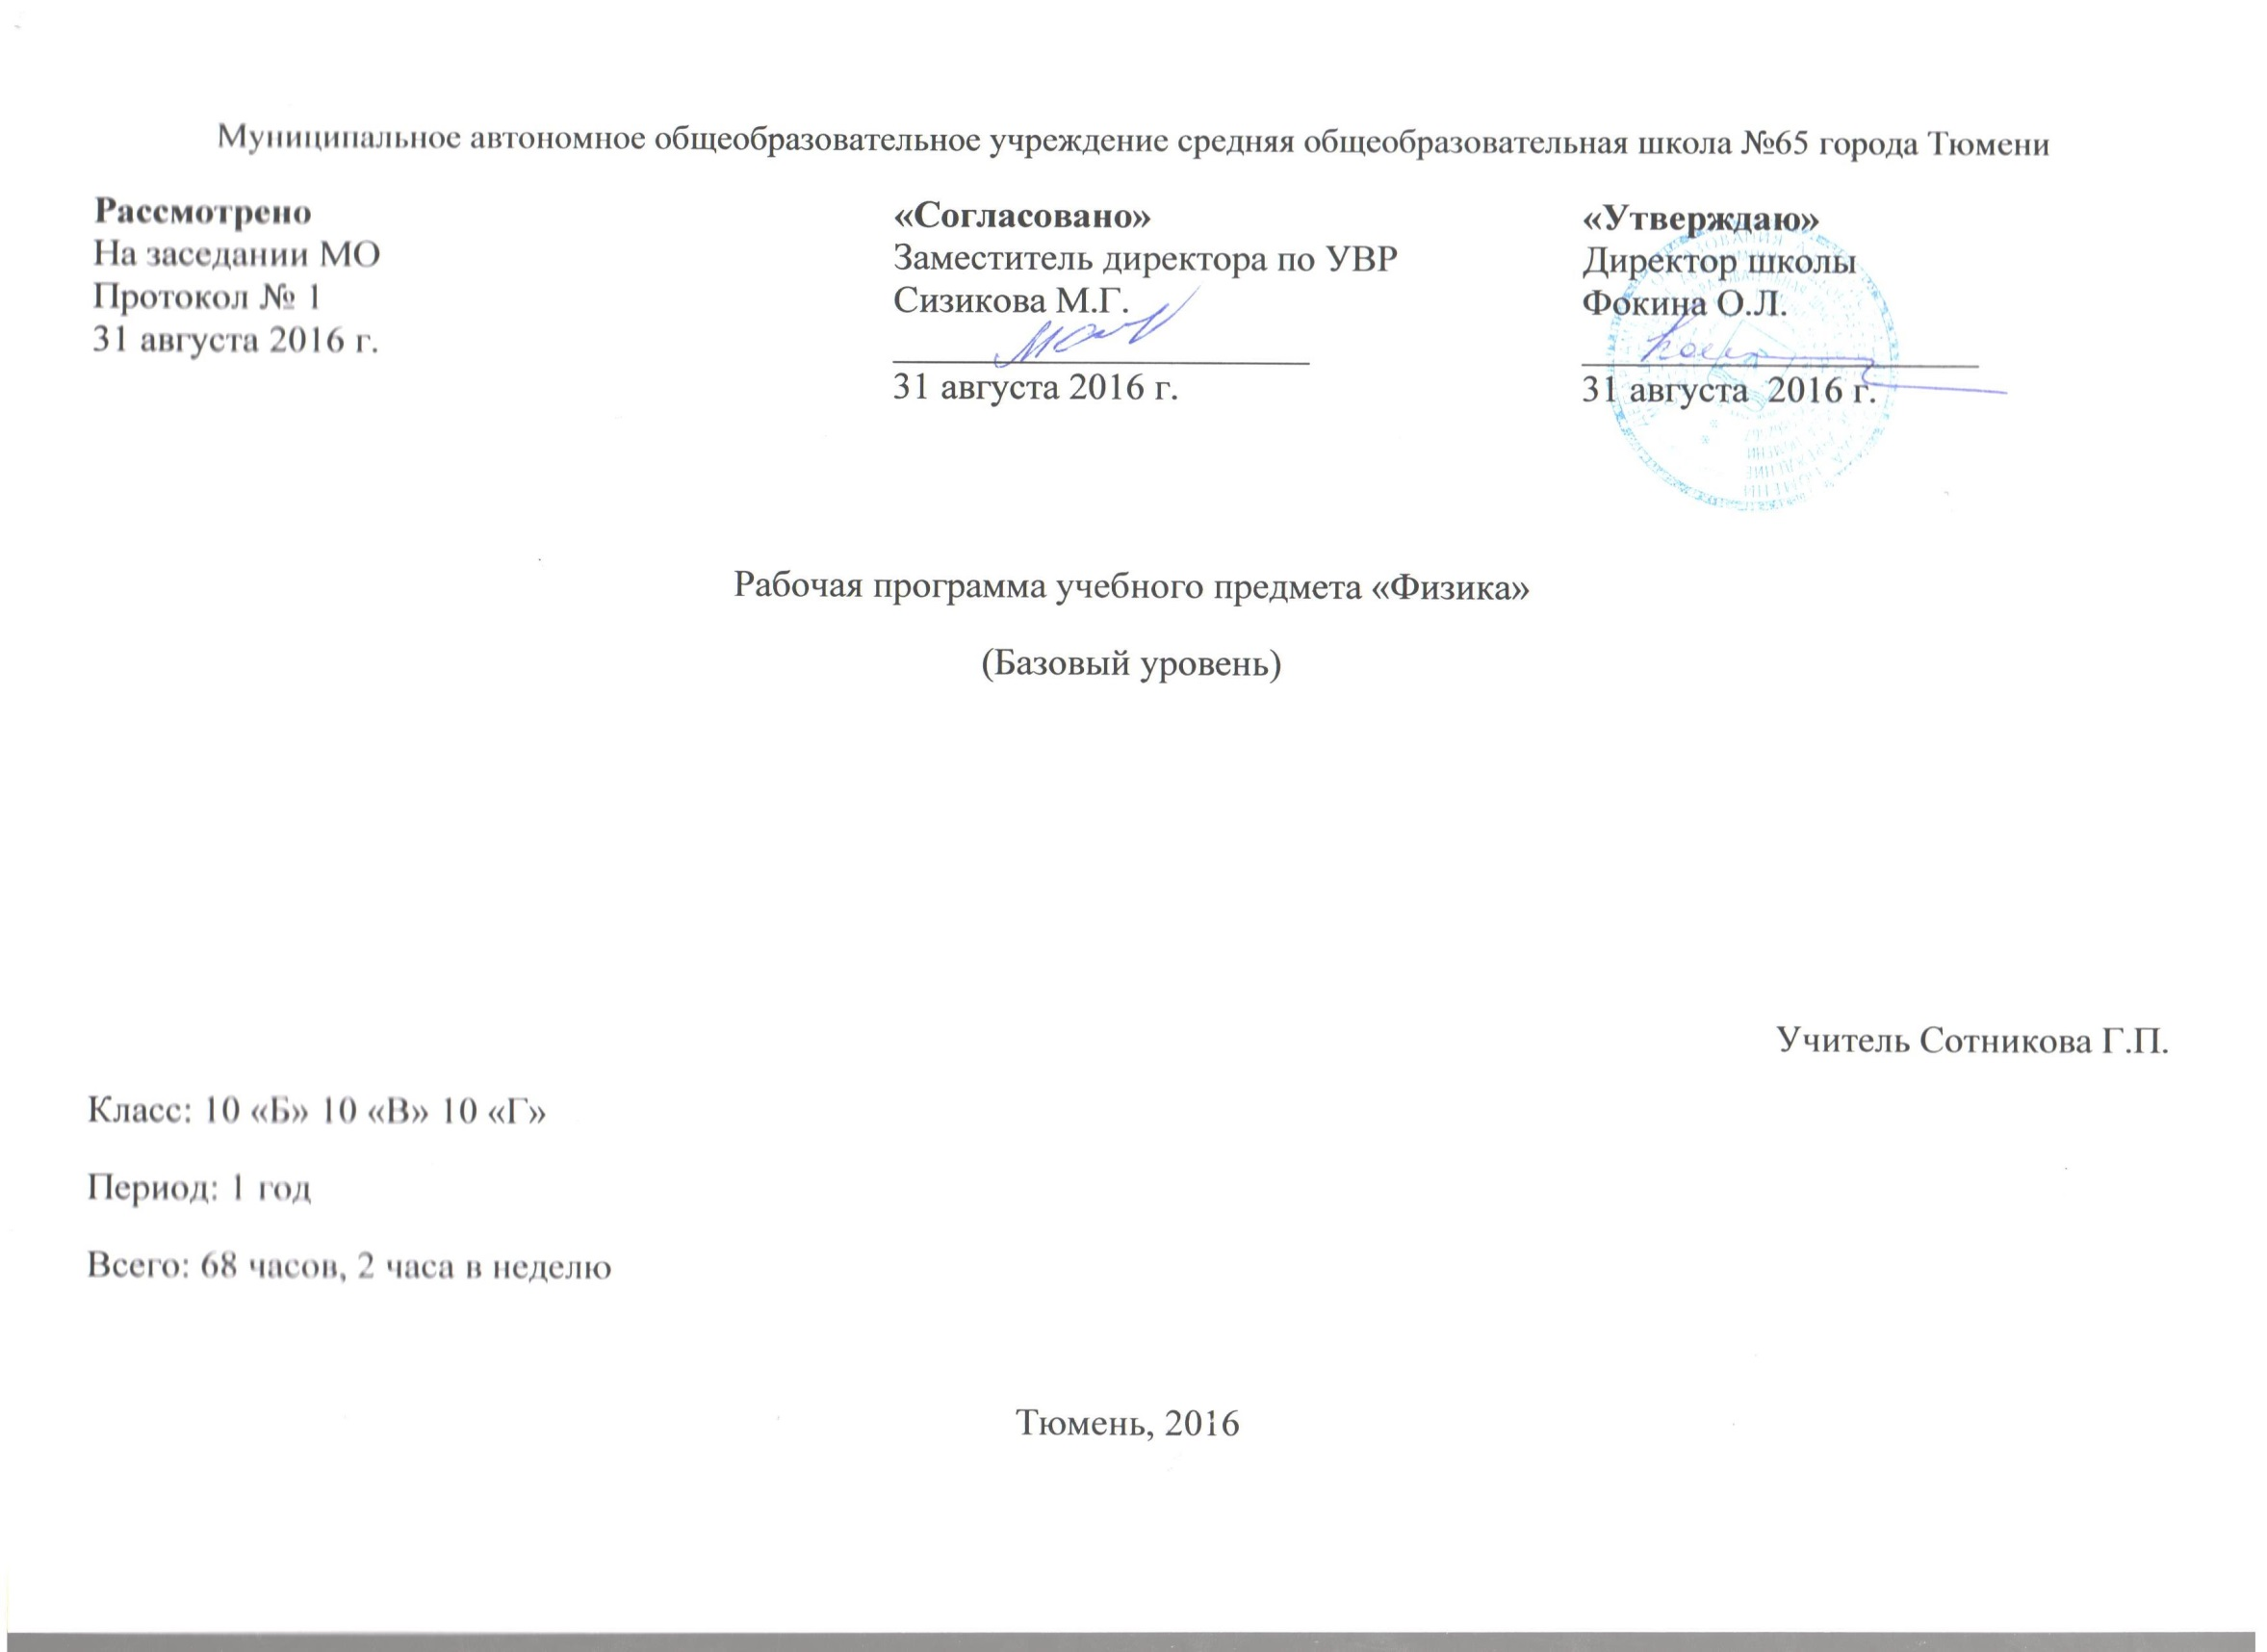 Муниципальное автономное общеобразовательное учреждение средняя общеобразовательная школа №65 города Тюмени
Рассмотрено
На заседании МО
Протокол № 1
31 августа 2016 г.
«Согласовано»
Заместитель директора по УВР
Сизикова М.Г.
31 августа 2016 г.
«Утверждаю»
Директор школы
Фокина О.Л.
31 августа 2016 г.
Рабочая программа учебного предмета «Физика»
(Базовый уровень)
Учитель Сотникова Г.П.
Класс: 10 «Б» 10 «В» 10 «Г»
Период: 1 год
Всего: 68 часов, 2 часа в неделю
Тюмень, 2016